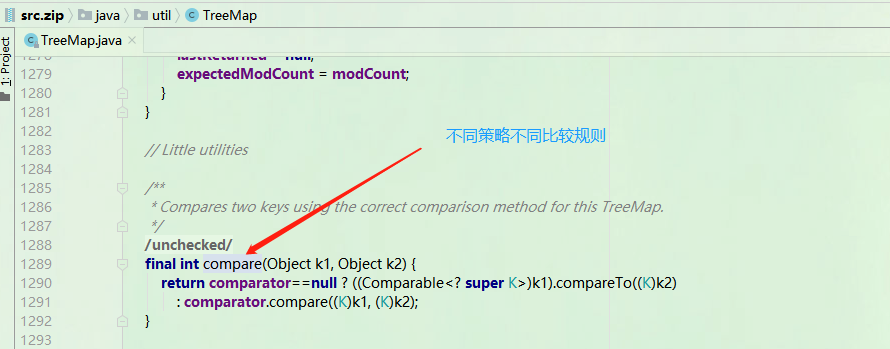 src.zip java util TreeMap
TreeMap.java
1: Project
1278 lastReturned = null;
1279 expectedModCount = modCount;
1280 }
1281 }
1282
1283 // Little utilities
1284
1285 /**
1286 * Compares two keys using the correct comparison method for this TreeMap.
1287 */
1288 /unchecked/
1289 final int compare(Object k1, Object k2) {
1290 return comparator==null ? ((Comparable<? super K>)k1).compareTo((K)k2)
1291 : comparator.compare((K)k1, (K)k2);
1292 }
1293
不同策略不同比较规则